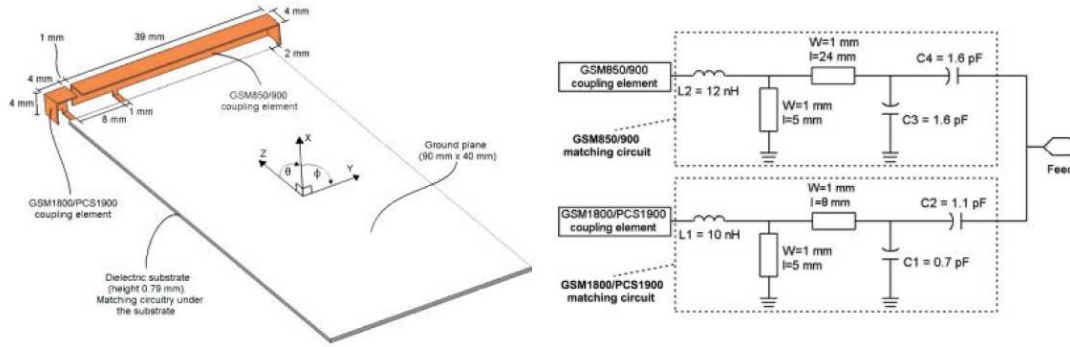 4 mm
39 mm
1 mm
2 mm
4 mm
4 mm
GSM850/900
coupling element
1 mm
8 mm
X
Z
θ
ϕ
Y
Ground plane
(90 mm x 40 mm)
GSM1800/PCS1900
coupling element
Dielectric substrate
(height 0.79 mm).
Matching circuitry under
the substrate
W=1 mm
l=24 mm
C4 = 1.6 pF
GSM850/900
coupling element
L2 = 12 nH
W=1 mm
l=5 mm
C3 = 1.6 pF
GSM850/900
matching circuit
Feed
W=1 mm
l=8 mm
C2 = 1.1 pF
GSM1800/PCS1900
coupling element
L1 = 10 nH
W=1 mm
l=5 mm
C1 = 0.7 pF
GSM1800/PCS1900
matching circuit